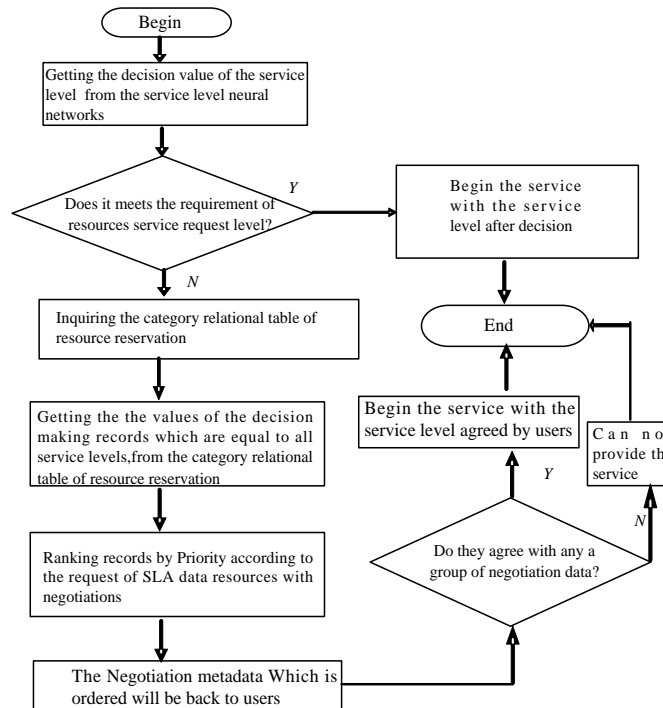 Begin
Getting the decision value of the service
level from the service level neural
networks
Does it meets the requirement of
resources service request level?
Y
Begin the service
with the service
level after decision
N
Inquiring the category relational table of
resource reservation
End
Getting the the values of the decision
making records which are equal to all
service levels,from the category relational
table of resource reservation
Begin the service with the
service level agreed by users
Can no
provide th
service
Y
N
Ranking records by Priority according to
the request of SLA data resources with
negotiations
Do they agree with any a
group of negotiation data?
The Negotiation metadata Which is
ordered will be back to users